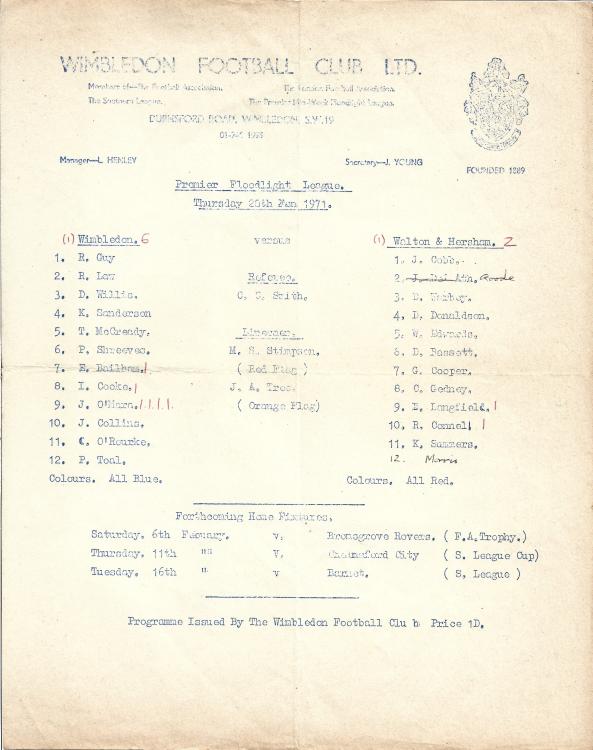 WIMBLEDON FOOTBALL CLUB LTD.
Members of—The Football Association. The London Football Association.
The Southern League. The Premier Mid-Week Floodlight League.
DURNSFORD ROAD, WIMBLEDON, S.W.19
Manager—L. HENLEY Secretary—J. YOUNG
FOUNDED 1889
Premier Floodlight League.
Thursday 28th Jan 1971.
(1) Wimbledon. 6 versus (1) Walton & Hersham. 2
1. R. Guy 1. J. Cobb.
2. R. Law Referee. 2. Roode
3. D. Willis. C. C. Smith. 3. D.
4. K. Sanderson 4. D. Donaldson.
5. T. McCready. Linesmen. 5. W. Edwards.
6. P. Shreeves. M. S. Stimpson. 6. D. Bassett.
7. E. Bailham. 1 ( Red Flag ) 7. G. Cooper.
8. I. Cooke. 1 J. A. Tree. 8. C. Gedney.
9. J. O'Mara. 1.1.1.1. ( Orange Flag) 9. B. Langfield. 1
10. J. Collins. 10. R. Connell 1
11. C. O'Rourke. 11. K. Summers.
12. P. Toal. 12. Morris
Colours. All Blue. Colours. All Red.
Forthcoming Home Fixtures.
Saturday. 6th Febuary. v. Bromsgrove Rovers. ( F.A.Trophy.)
Thursday. 11th "" V. Chelmsford City ( S. League Cup)
Tuesday. 16th " v Barnet. ( S, League )
Programme Issued By The Wimbledon Football Clu b Price 1D.